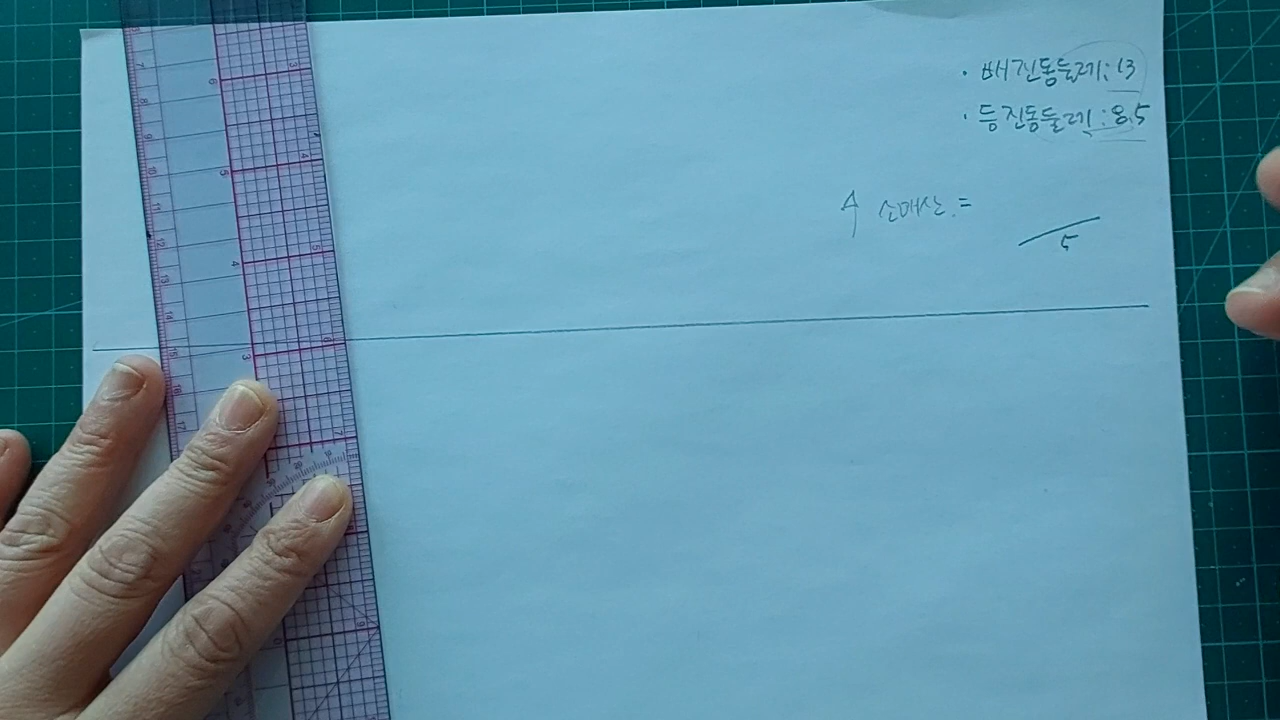 · 배진동둘레 : 13
· 등진동둘레 : 8.5
↑ 소매산 =
5